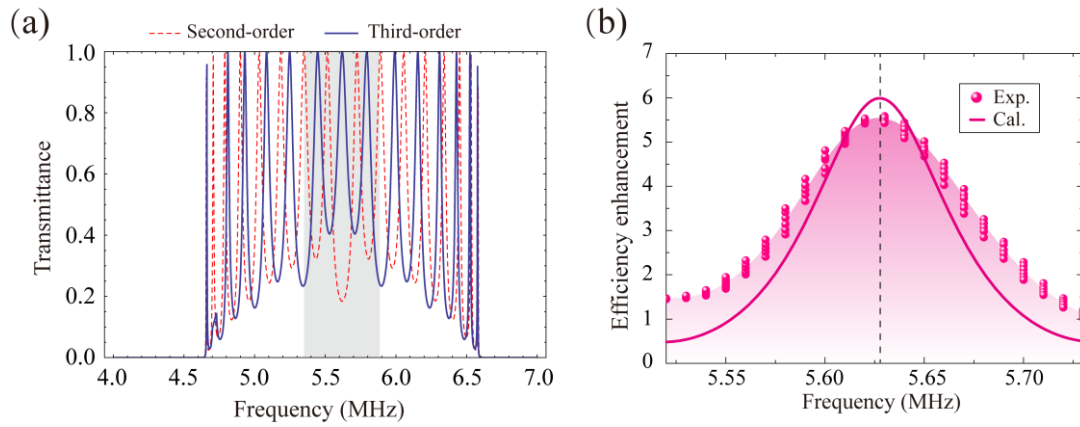 (a)
Second-order
Third-order
1.0
0.8
0.6
0.4
0.2
0.0
Transmittance
4.0 4.5 5.0 5.5 6.0 6.5 7.0
Frequency (MHz)
(b)
7
6
5
4
3
2
1
0
Efficiency enhancement
Exp.
Cal.
5.55 5.60 5.65 5.70
Frequency (MHz)